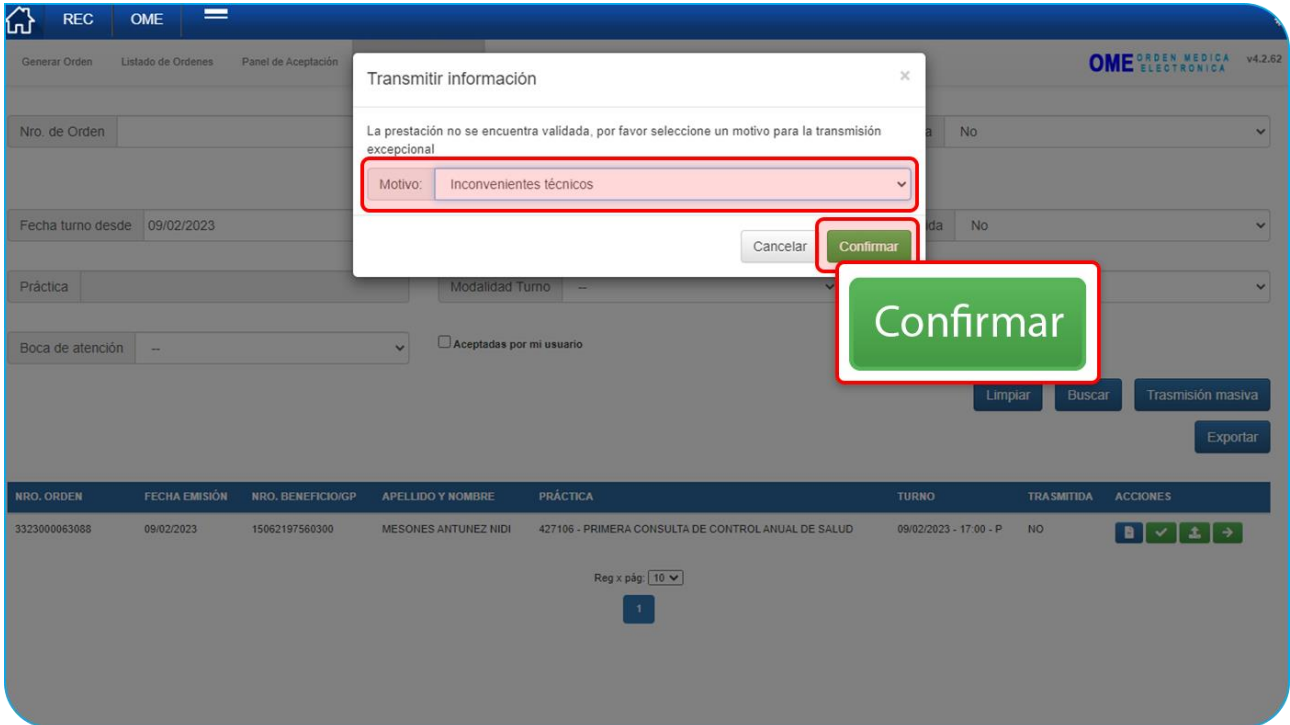 REC OME
Generar Orden Listado de Ordenes Panel de Aceptación
OME ORDEN MEDICA ELECTRONICA v4.2.62
Transmitir información ×
La prestación no se encuentra validada, por favor seleccione un motivo para la transmisión
excepcional
Motivo: Inconvenientes técnicos
Cancelar Confirmar
Confirmar
Nro. de Orden a No
Fecha turno desde 09/02/2023 ida No
Práctica Modalidad Turno --
Boca de atención -- Aceptadas por mi usuario
Limpiar Buscar Trasmisión masiva
Exportar
NRO. ORDEN FECHA EMISIÓN NRO. BENEFICIO/GP APELLIDO Y NOMBRE PRÁCTICA TURNO TRASMITIDA ACCIONES
3323000063088 09/02/2023 15062197560300 MESONES ANTUNEZ NIDI 427106 - PRIMERA CONSULTA DE CONTROL ANUAL DE SALUD 09/02/2023 - 17:00 - P NO
Reg x pág: 10
1